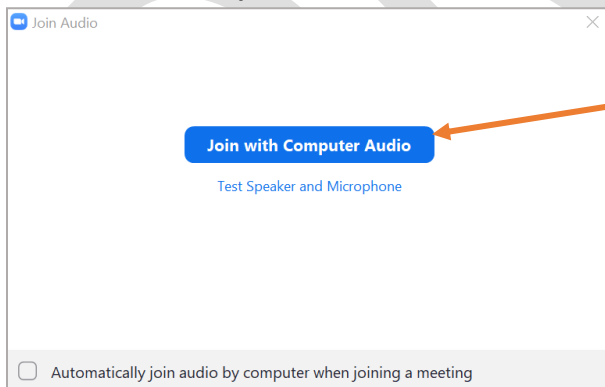 Join Audio
Join with Computer Audio
Test Speaker and Microphone
Automatically join audio by computer when joining a meeting